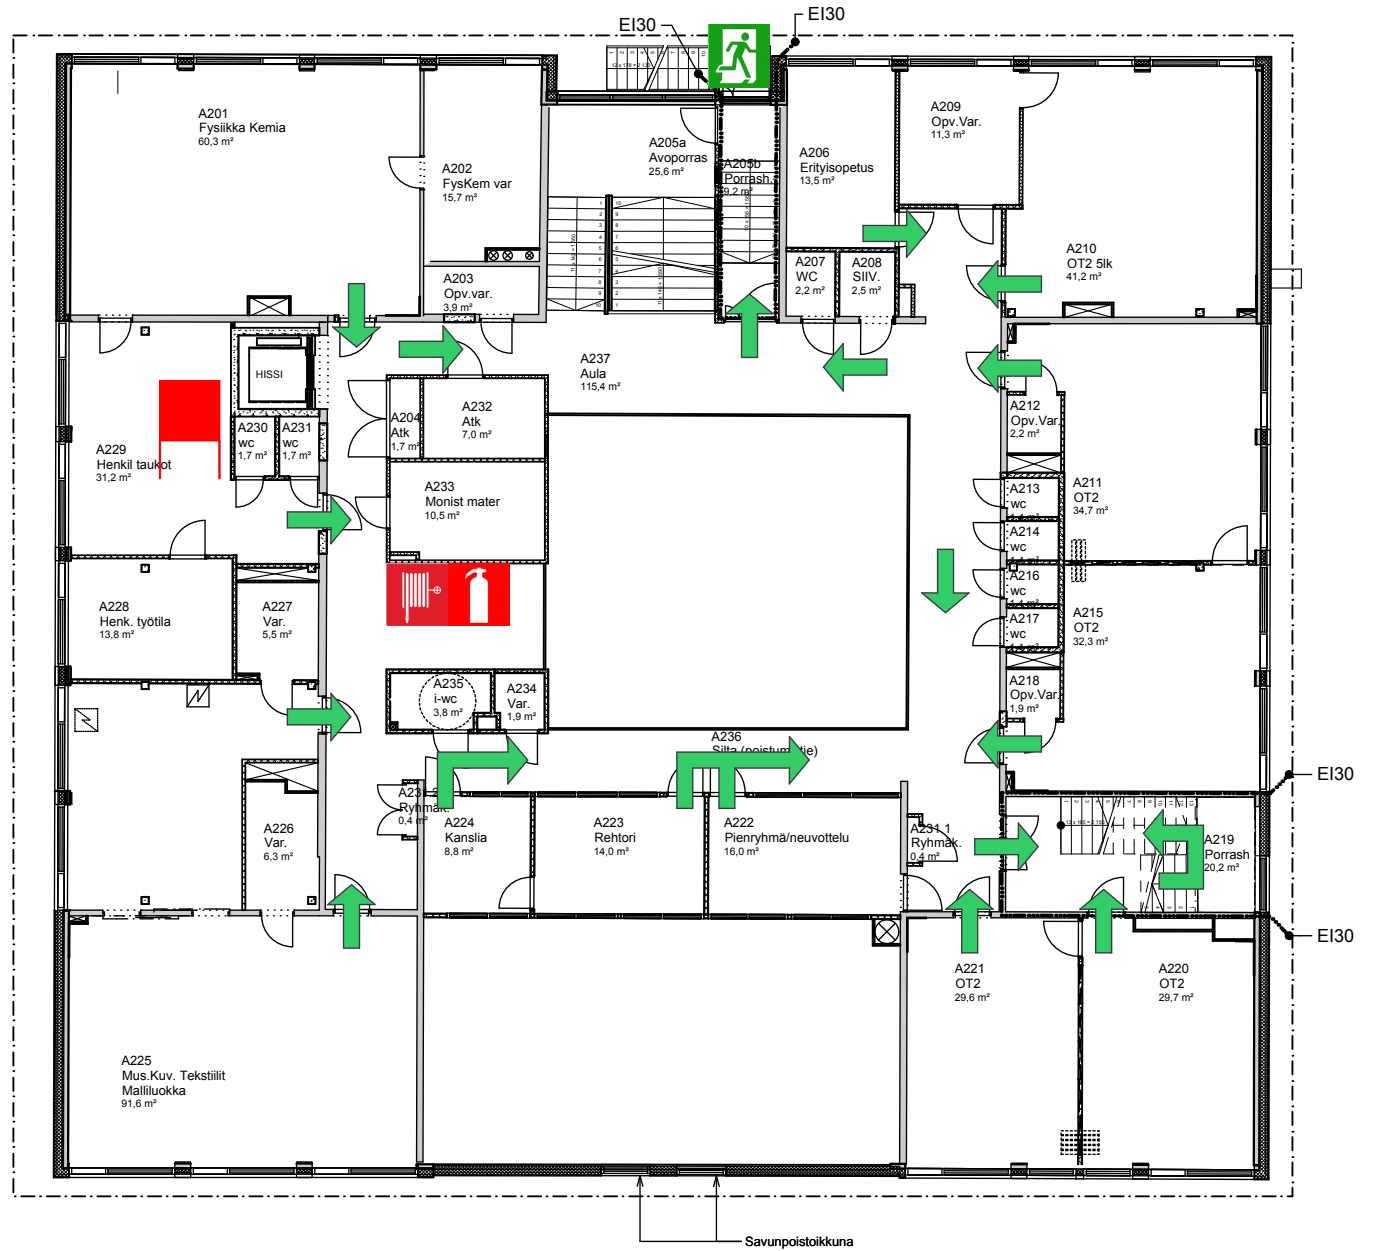 EI30
EI30
A201
Fysiikka Kemia
60,3 m²
A202
FysKem var
15,7 m²
A203
Opv.var.
3,9 m²
A205a
Avoporras
25,6 m²
A205b
Porrash.
9,2 m²
A206
Erityisopetus
13,5 m²
A207
WC
2,2 m²
A208
SIIV.
2,5 m²
A209
Opv.Var.
11,3 m²
A210
OT2 5lk
41,2 m²
HISSI
A237
Aula
115,4 m²
A204
Atk
1,7 m²
A232
Atk
7,0 m²
A212
Opv.Var.
2,2 m²
A229
Henkil taukot
31,2 m²
A230
wc
1,7 m²
A231
wc
1,7 m²
A233
Monist mater
10,5 m²
A213
wc
A211
OT2
34,7 m²
A214
wc
A216
wc
A217
wc
A215
OT2
32,3 m²
A228
Henk. työtila
13,8 m²
A227
Var.
5,5 m²
A235
i-wc
3,8 m²
A234
Var.
1,9 m²
A218
Opv.Var.
1,9 m²
A236
Silta
EI30
Ryhmäk.
0,4 m²
A226
Var.
6,3 m²
A224
Kanslia
8,8 m²
A223
Rehtori
14,0 m²
A222
Pienryhmä/neuvottelu
16,0 m²
A231.1
Ryhmäk.
0,4 m²
A219
Porrash
20,2 m²
EI30
A221
OT2
29,6 m²
A220
OT2
29,7 m²
A225
Mus.Kuv. Tekstiilit
Malliluokka
91,6 m²
Savunpoistoikkuna